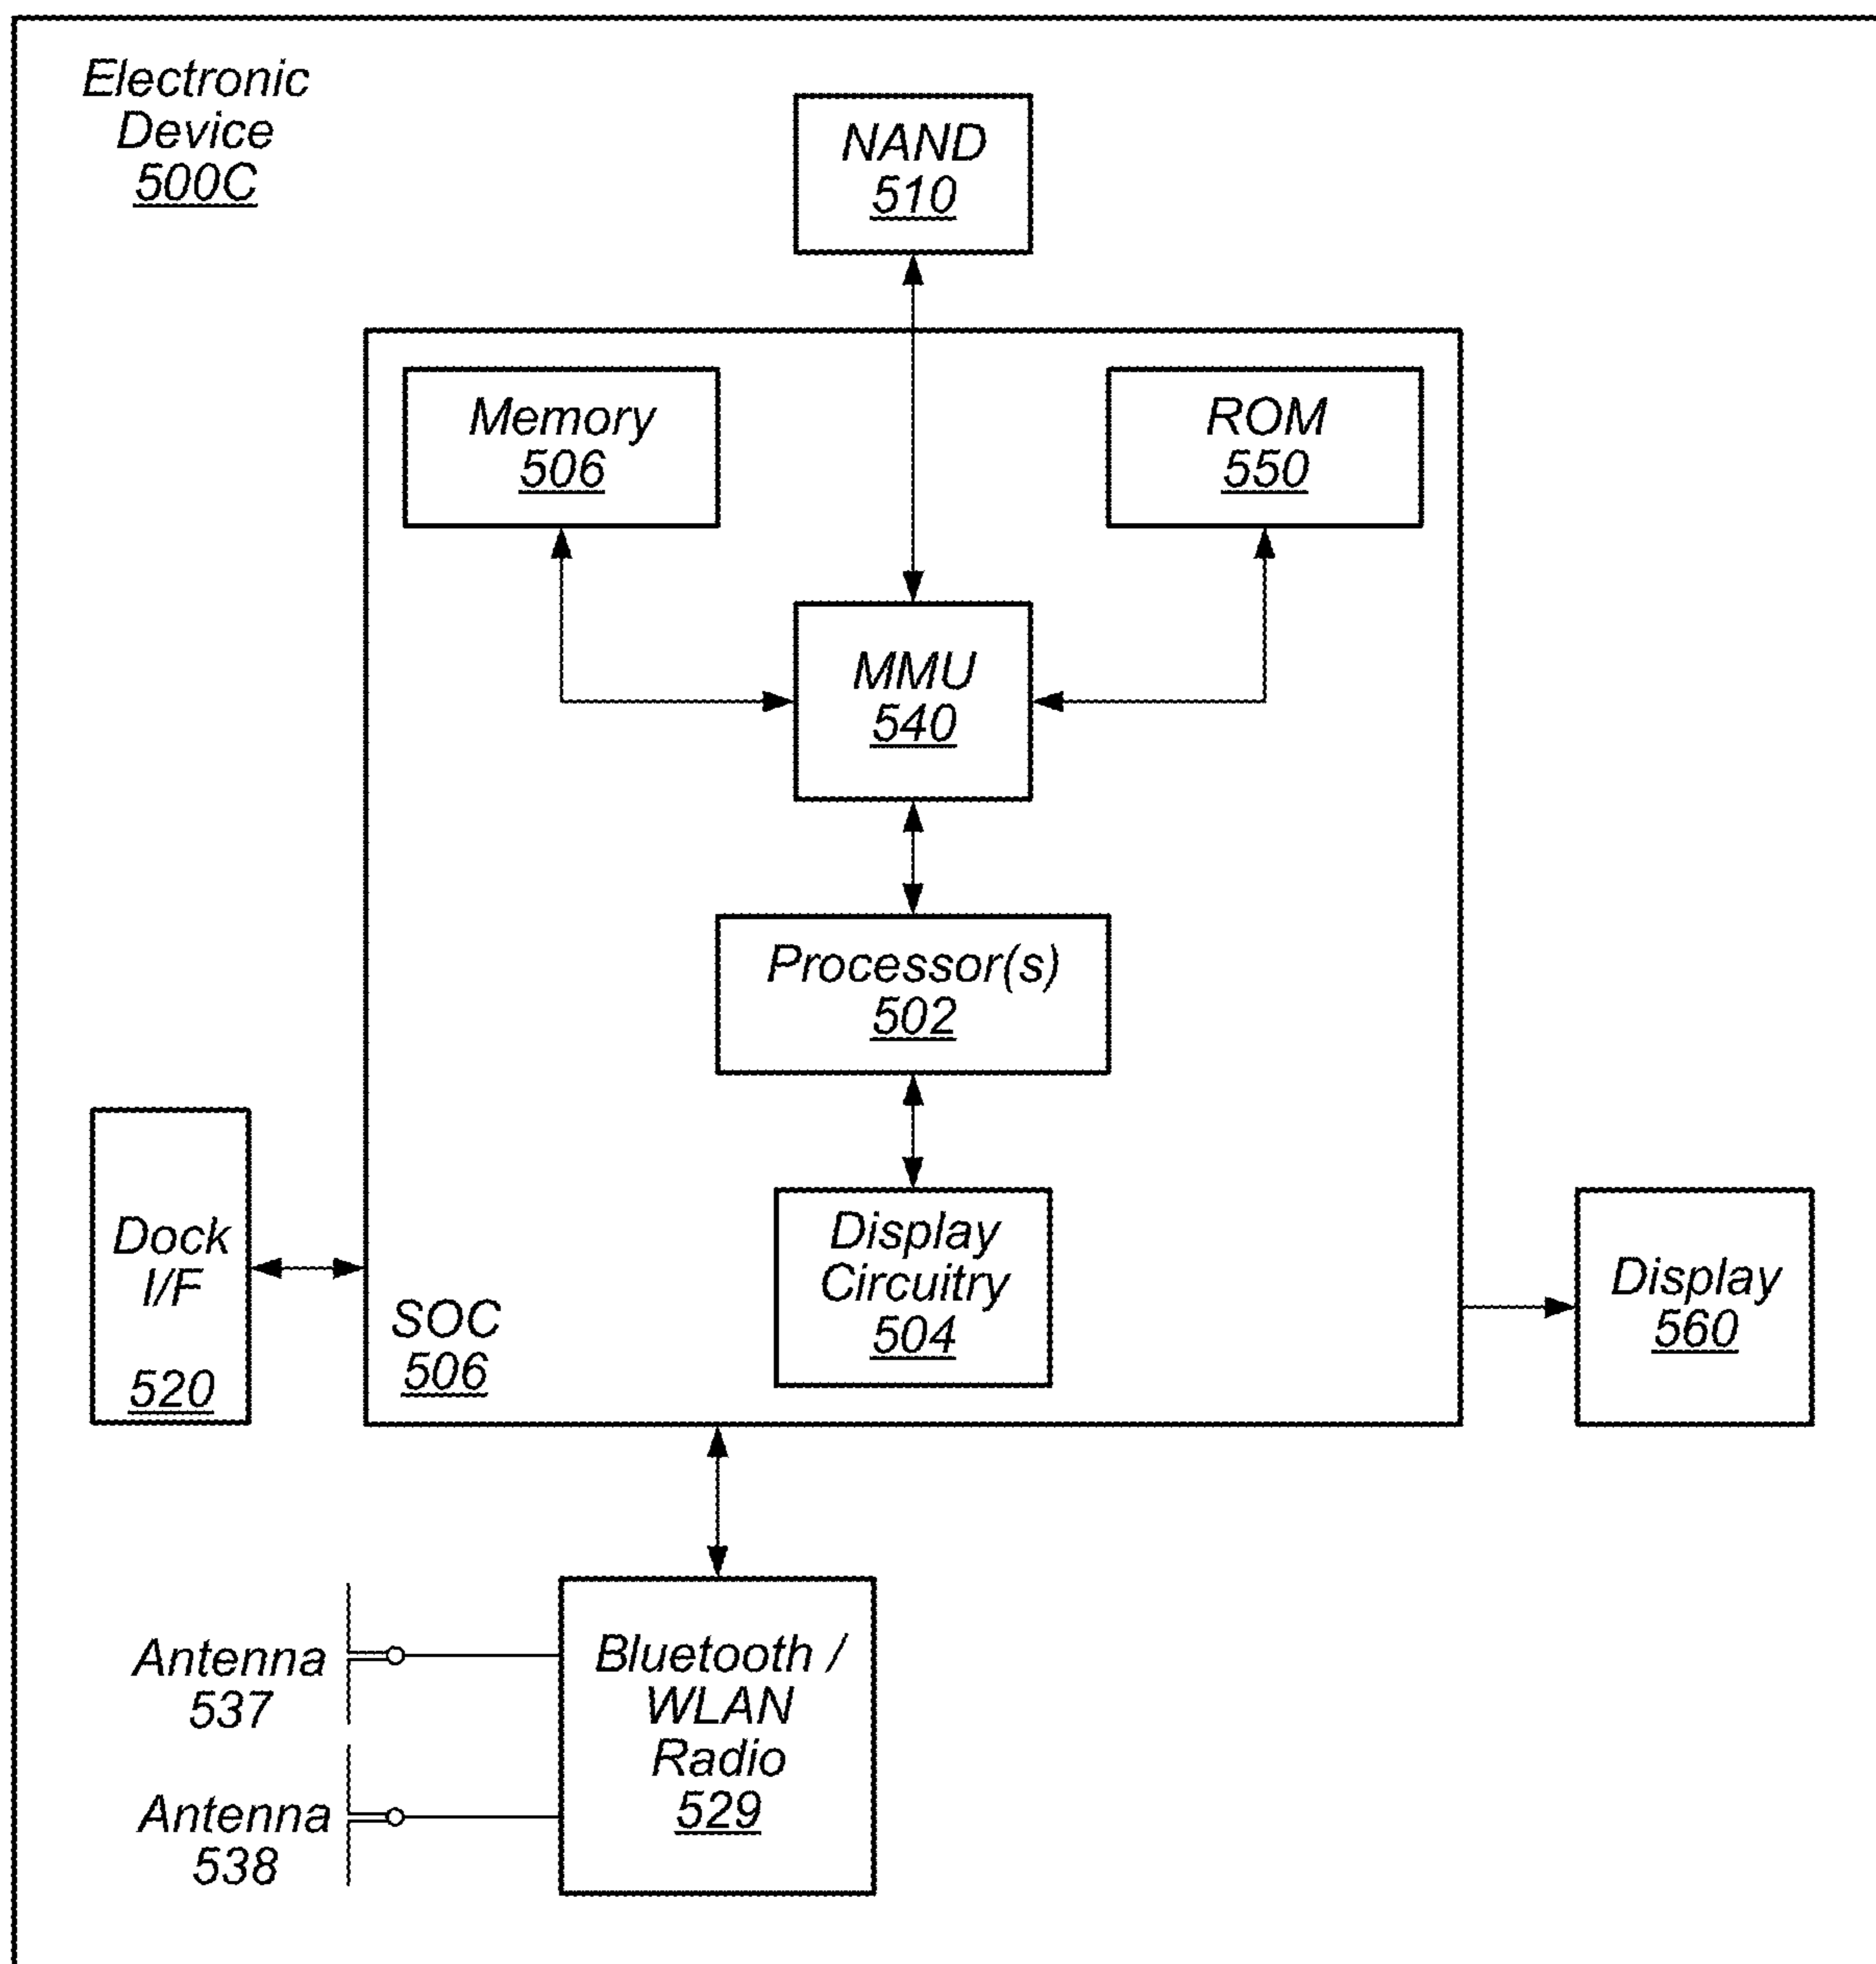 Electronic
Device
500C
NAND
510
Memory
506
ROM
550
MMU
540
Processor(s)
502
Display
Circuitry
504
SOC
506
Dock
I/F
520
Display
560
Bluetooth /
WLAN
Radio
529
Antenna
537
Antenna
538